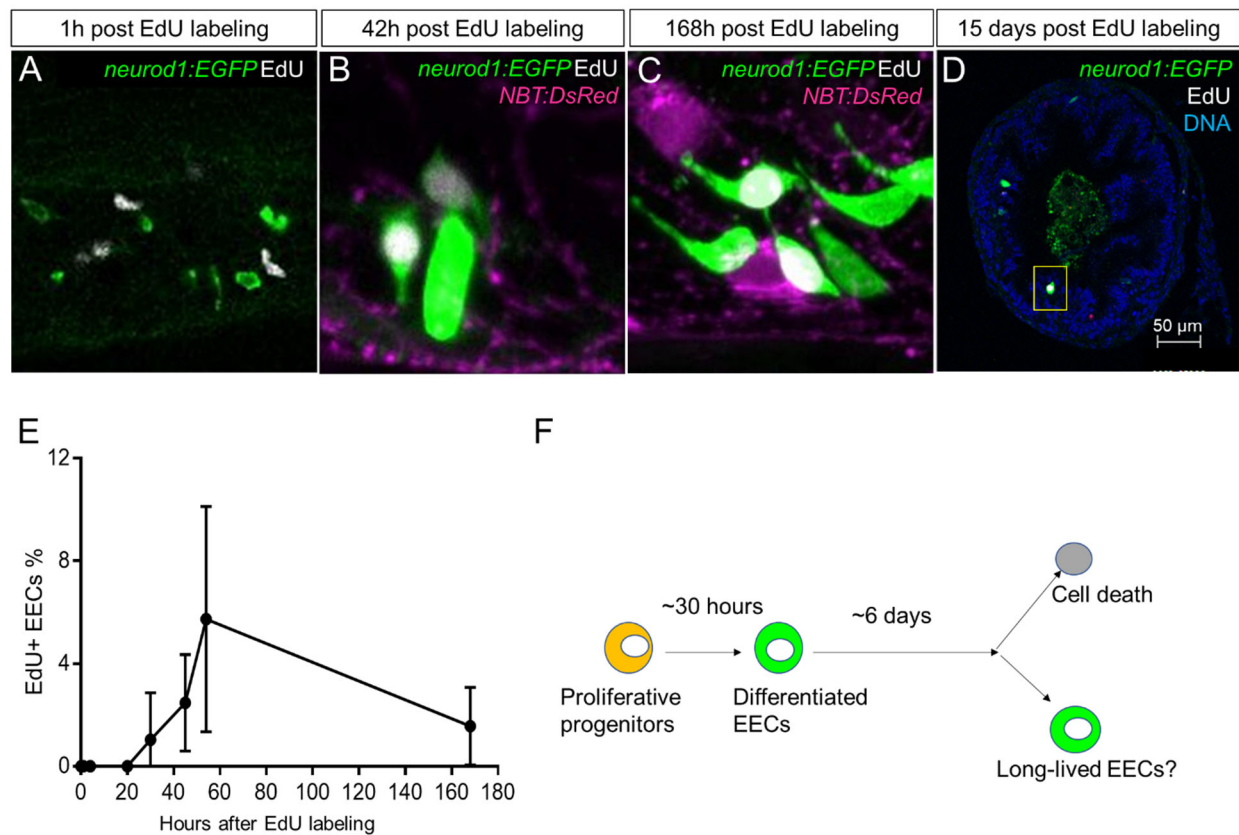 1h post EdU labeling
42h post EdU labeling
168h post EdU labeling
15 days post EdU labeling
A
neurod1:EGFP EdU
B
neurod1:EGFP EdU
NBT:DsRed
C
neurod1:EGFP EdU
NBT:DsRed
D
neurod1:EGFP
EdU
DNA
50 µm
E
12
8
4
0
EdU+ EECs %
0 20 40 60 80 100 120 140 160 180
Hours after EdU labeling
F
~30 hours
~6 days
Proliferative
progenitors
Differentiated
EECs
Cell death
Long-lived EECs?